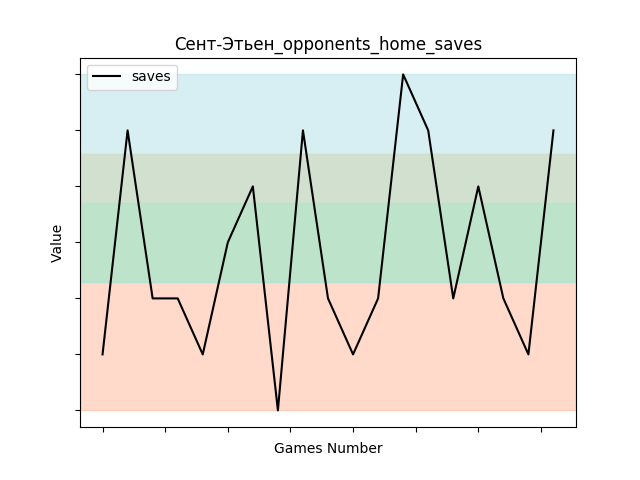 Сент-Этьен_opponents_home_saves
saves
Value
Games Number